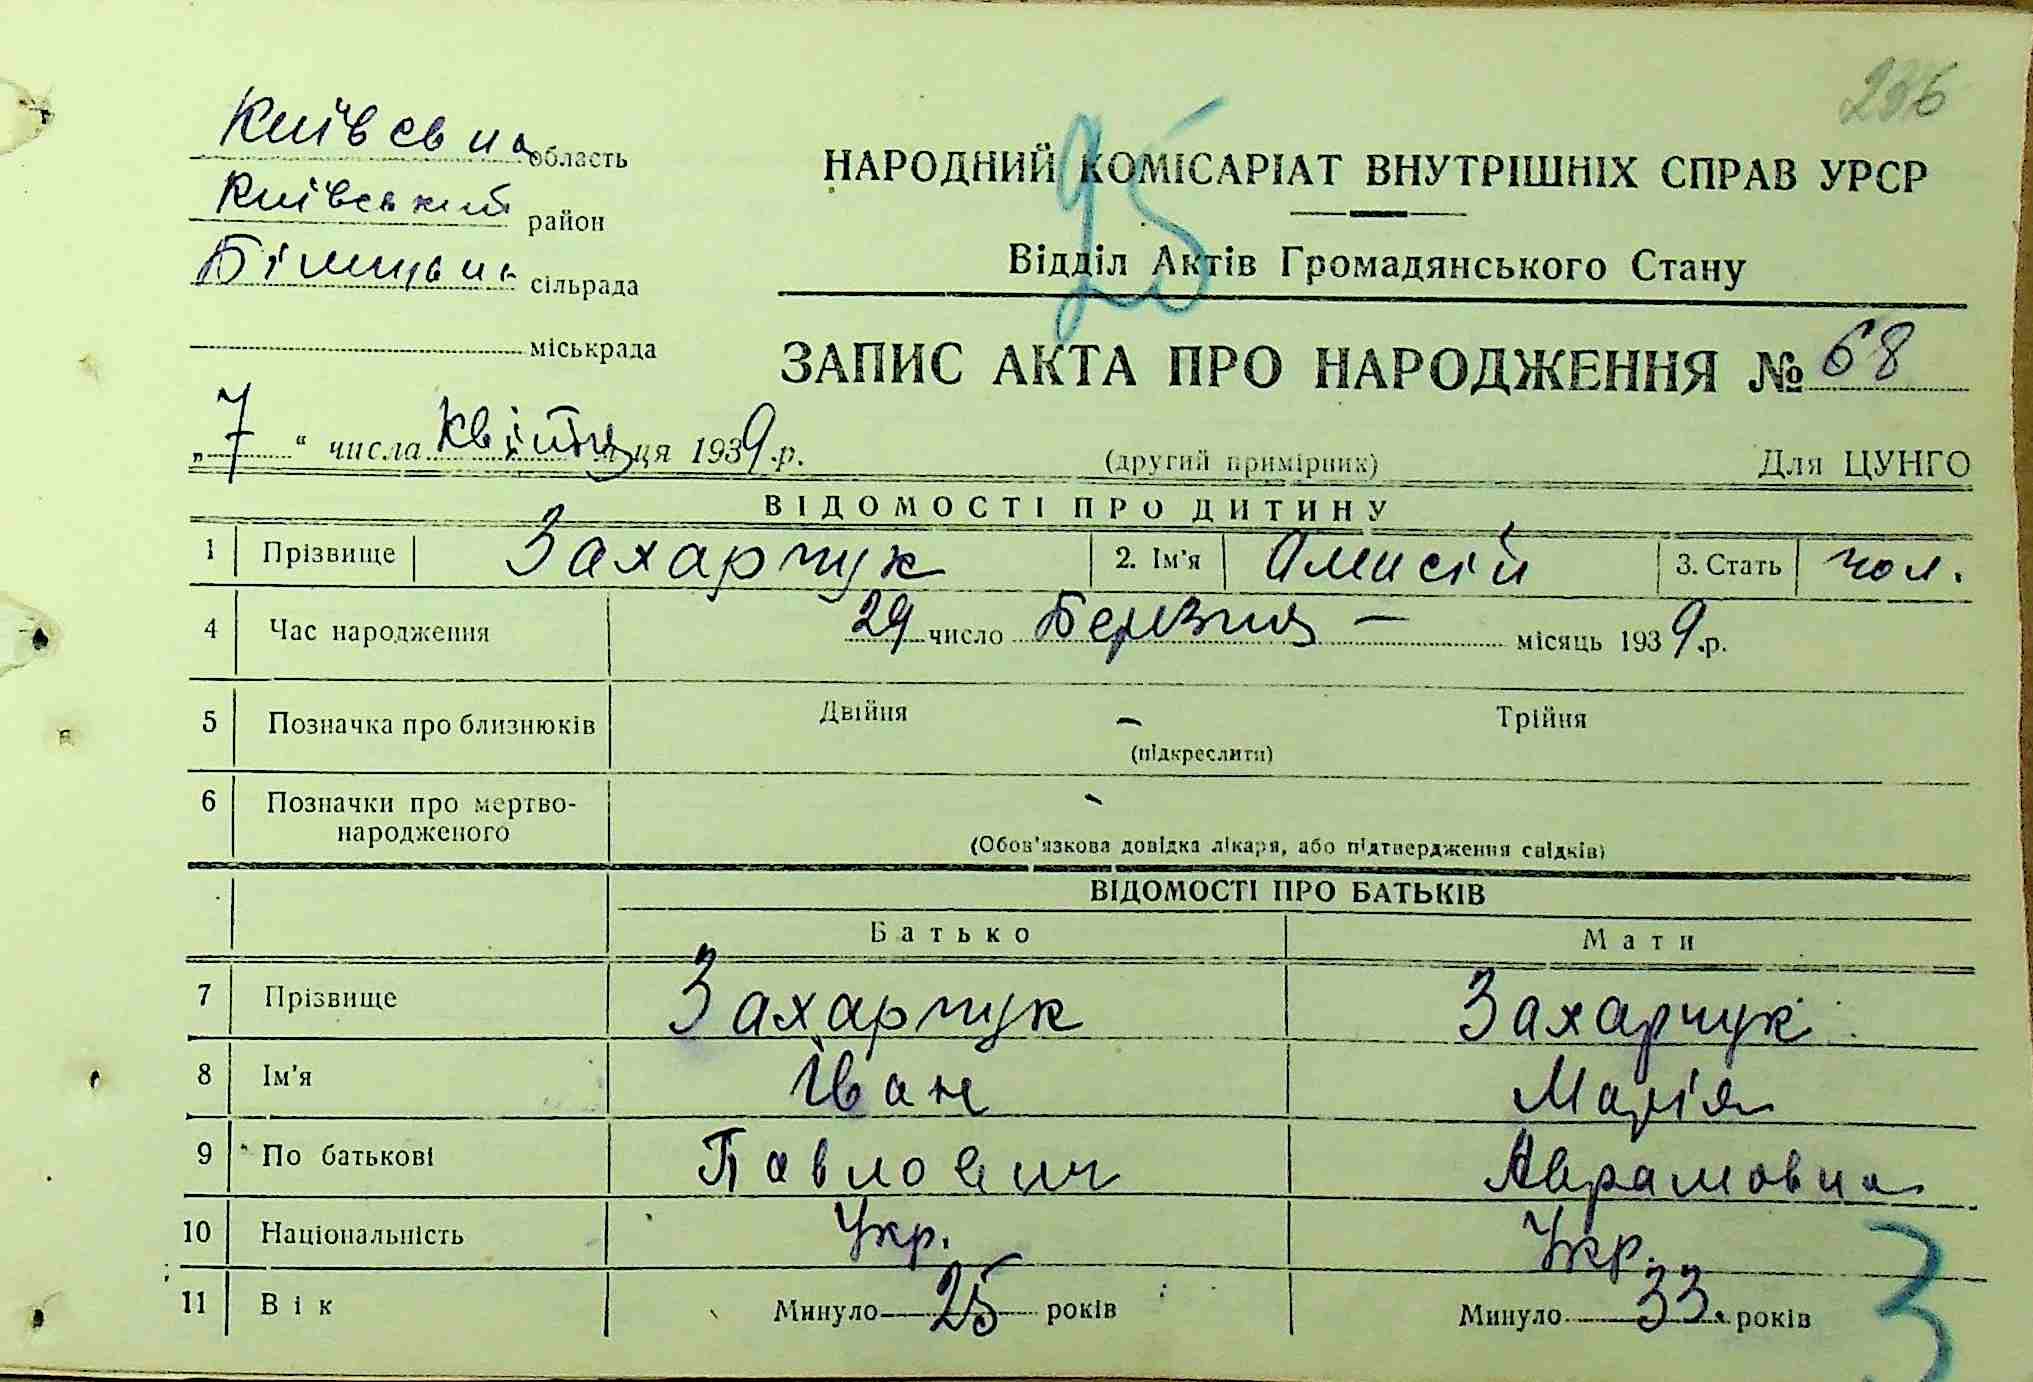 236
Київська область
Київський район
сільрада
міськрада
НАРОДНИЙ КОМІСАРІАТ ВНУТРІШНІХ СПРАВ УРСР
Відділ Актів Громадянського Стану
25
ЗАПИС АКТА ПРО НАРОДЖЕННЯ № 68
„7“ числа квітня ця 1939 р. (другий примірник) Для ЦУНГО
ВІДОМОСТІ ПРО ДИТИНУ
1 Прізвище Захарчук 2. Ім'я 3. Стать чол.
4 Час народження 29 число Березня — місяць 1939 р.
5 Позначка про близнюків Двійня – Трійня
(підкреслити)
6 Позначки про мертво-
народженого
(Обов'язкова довідка лікаря, або підтвердження свідків)
ВІДОМОСТІ ПРО БАТЬКІВ
Батько Мати
7 Прізвище Захарчук Захарчук
8 Ім'я Іван Марія
9 По батькові Павлович Аврамовна
10 Національність Укр. Укр.
11 Вік Минуло 25 років Минуло 33 років
3